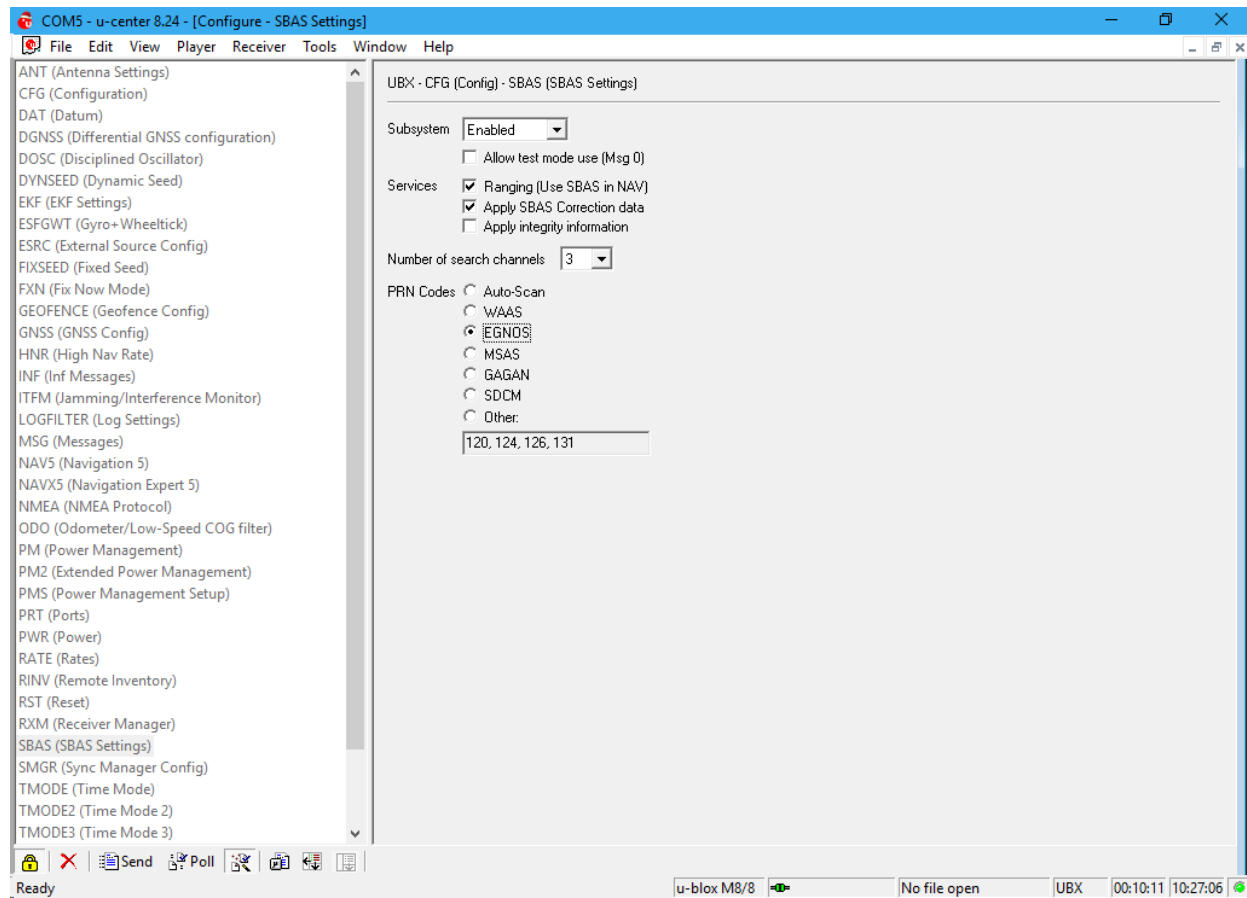 COM5 - u-center 8.24 - [Configure - SBAS Settings]
File Edit View Player Receiver Tools Window Help
ANT (Antenna Settings)
CFG (Configuration)
DAT (Datum)
DGNSS (Differential GNSS configuration)
DOSC (Disciplined Oscillator)
DYNSEED (Dynamic Seed)
EKF (EKF Settings)
ESFGWT (Gyro+Wheeltick)
ESRC (External Source Config)
FIXSEED (Fixed Seed)
FXN (Fix Now Mode)
GEOFENCE (Geofence Config)
GNSS (GNSS Config)
HNR (High Nav Rate)
INF (Inf Messages)
ITFM (Jamming/Interference Monitor)
LOGFILTER (Log Settings)
MSG (Messages)
NAV5 (Navigation 5)
NAVX5 (Navigation Expert 5)
NMEA (NMEA Protocol)
ODO (Odometer/Low-Speed COG filter)
PM (Power Management)
PM2 (Extended Power Management)
PMS (Power Management Setup)
PRT (Ports)
PWR (Power)
RATE (Rates)
RINV (Remote Inventory)
RST (Reset)
RXM (Receiver Manager)
SBAS (SBAS Settings)
SMGR (Sync Manager Config)
TMODE (Time Mode)
TMODE2 (Time Mode 2)
TMODE3 (Time Mode 3)
UBX - CFG (Config) - SBAS (SBAS Settings)
Subsystem Enabled
Allow test mode use (Msg 0)
Services Ranging (Use SBAS in NAV)
Apply SBAS Correction data
Apply integrity information
Number of search channels 3
PRN Codes Auto-Scan
WAAS
EGNOS
MSAS
GAGAN
SDCM
Other:
120, 124, 126, 131
Send Poll
Ready u-blox M8/8 No file open UBX 00:10:11 10:27:06